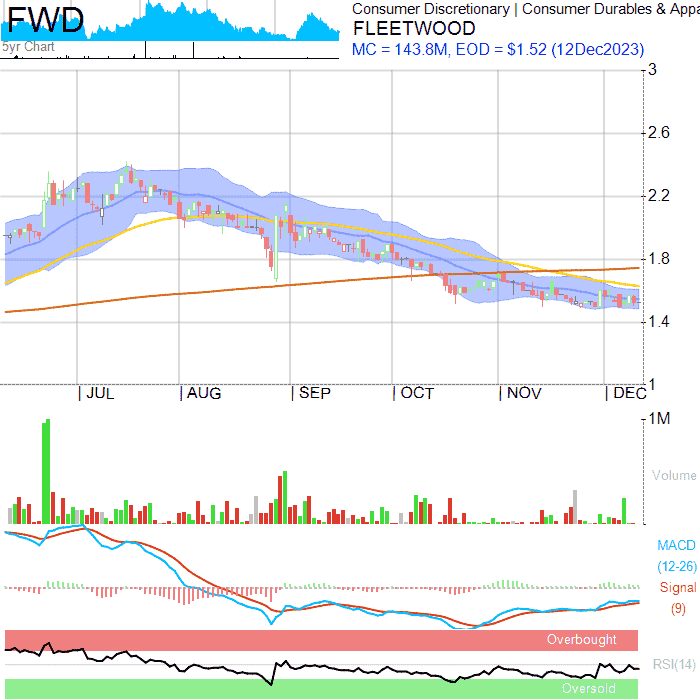 FWD
5yr Chart
Consumer Discretionary | Consumer Durables & Appa
FLEETWOOD
MC = 143.8M, EOD = $1.52 (12Dec2023)
3
2.6
2.2
1.8
1.4
1
| JUL | AUG | SEP | OCT | NOV | DEC
1M
Volume
MACD
(12-26)
Signal
(9)
Overbought
RSI(14)
Oversold